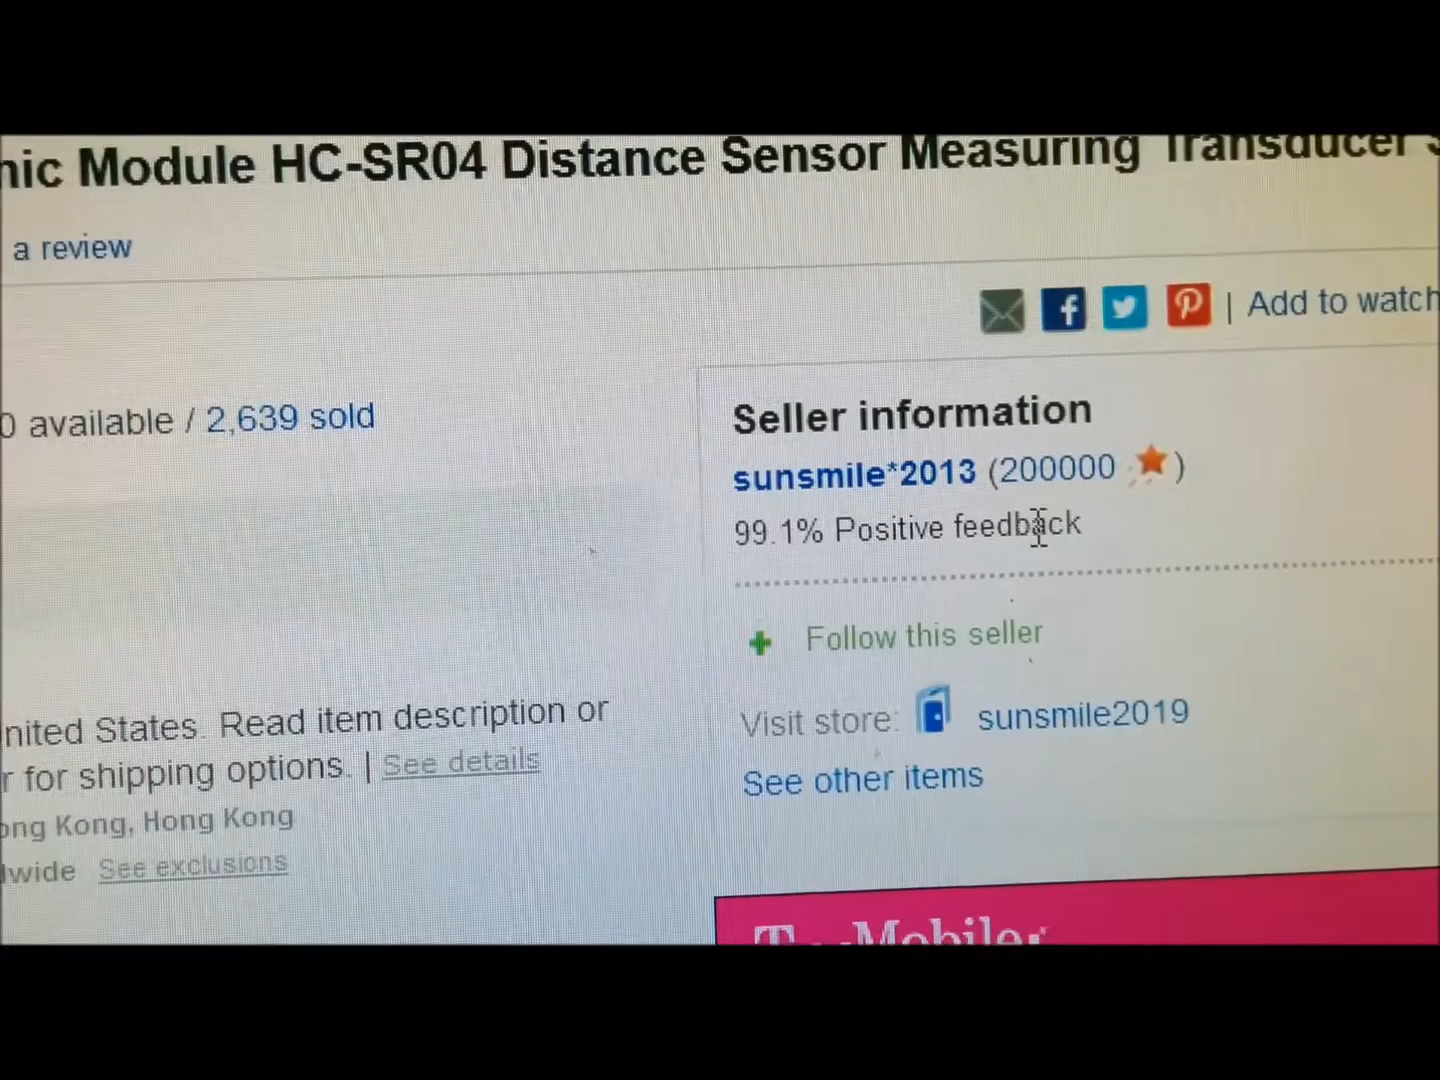 nic Module HC-SR04 Distance Sensor Measuring Transducer
a review
| Add to watch
0 available / 2,639 sold
Seller information
sunsmile*2013 (200000 )
99.1% Positive feedback
Follow this seller
nited States. Read item description or
r for shipping options. | See details
Visit store: sunsmile2019
See other items
ong Kong, Hong Kong
dwide See exclusions
T-Mobile